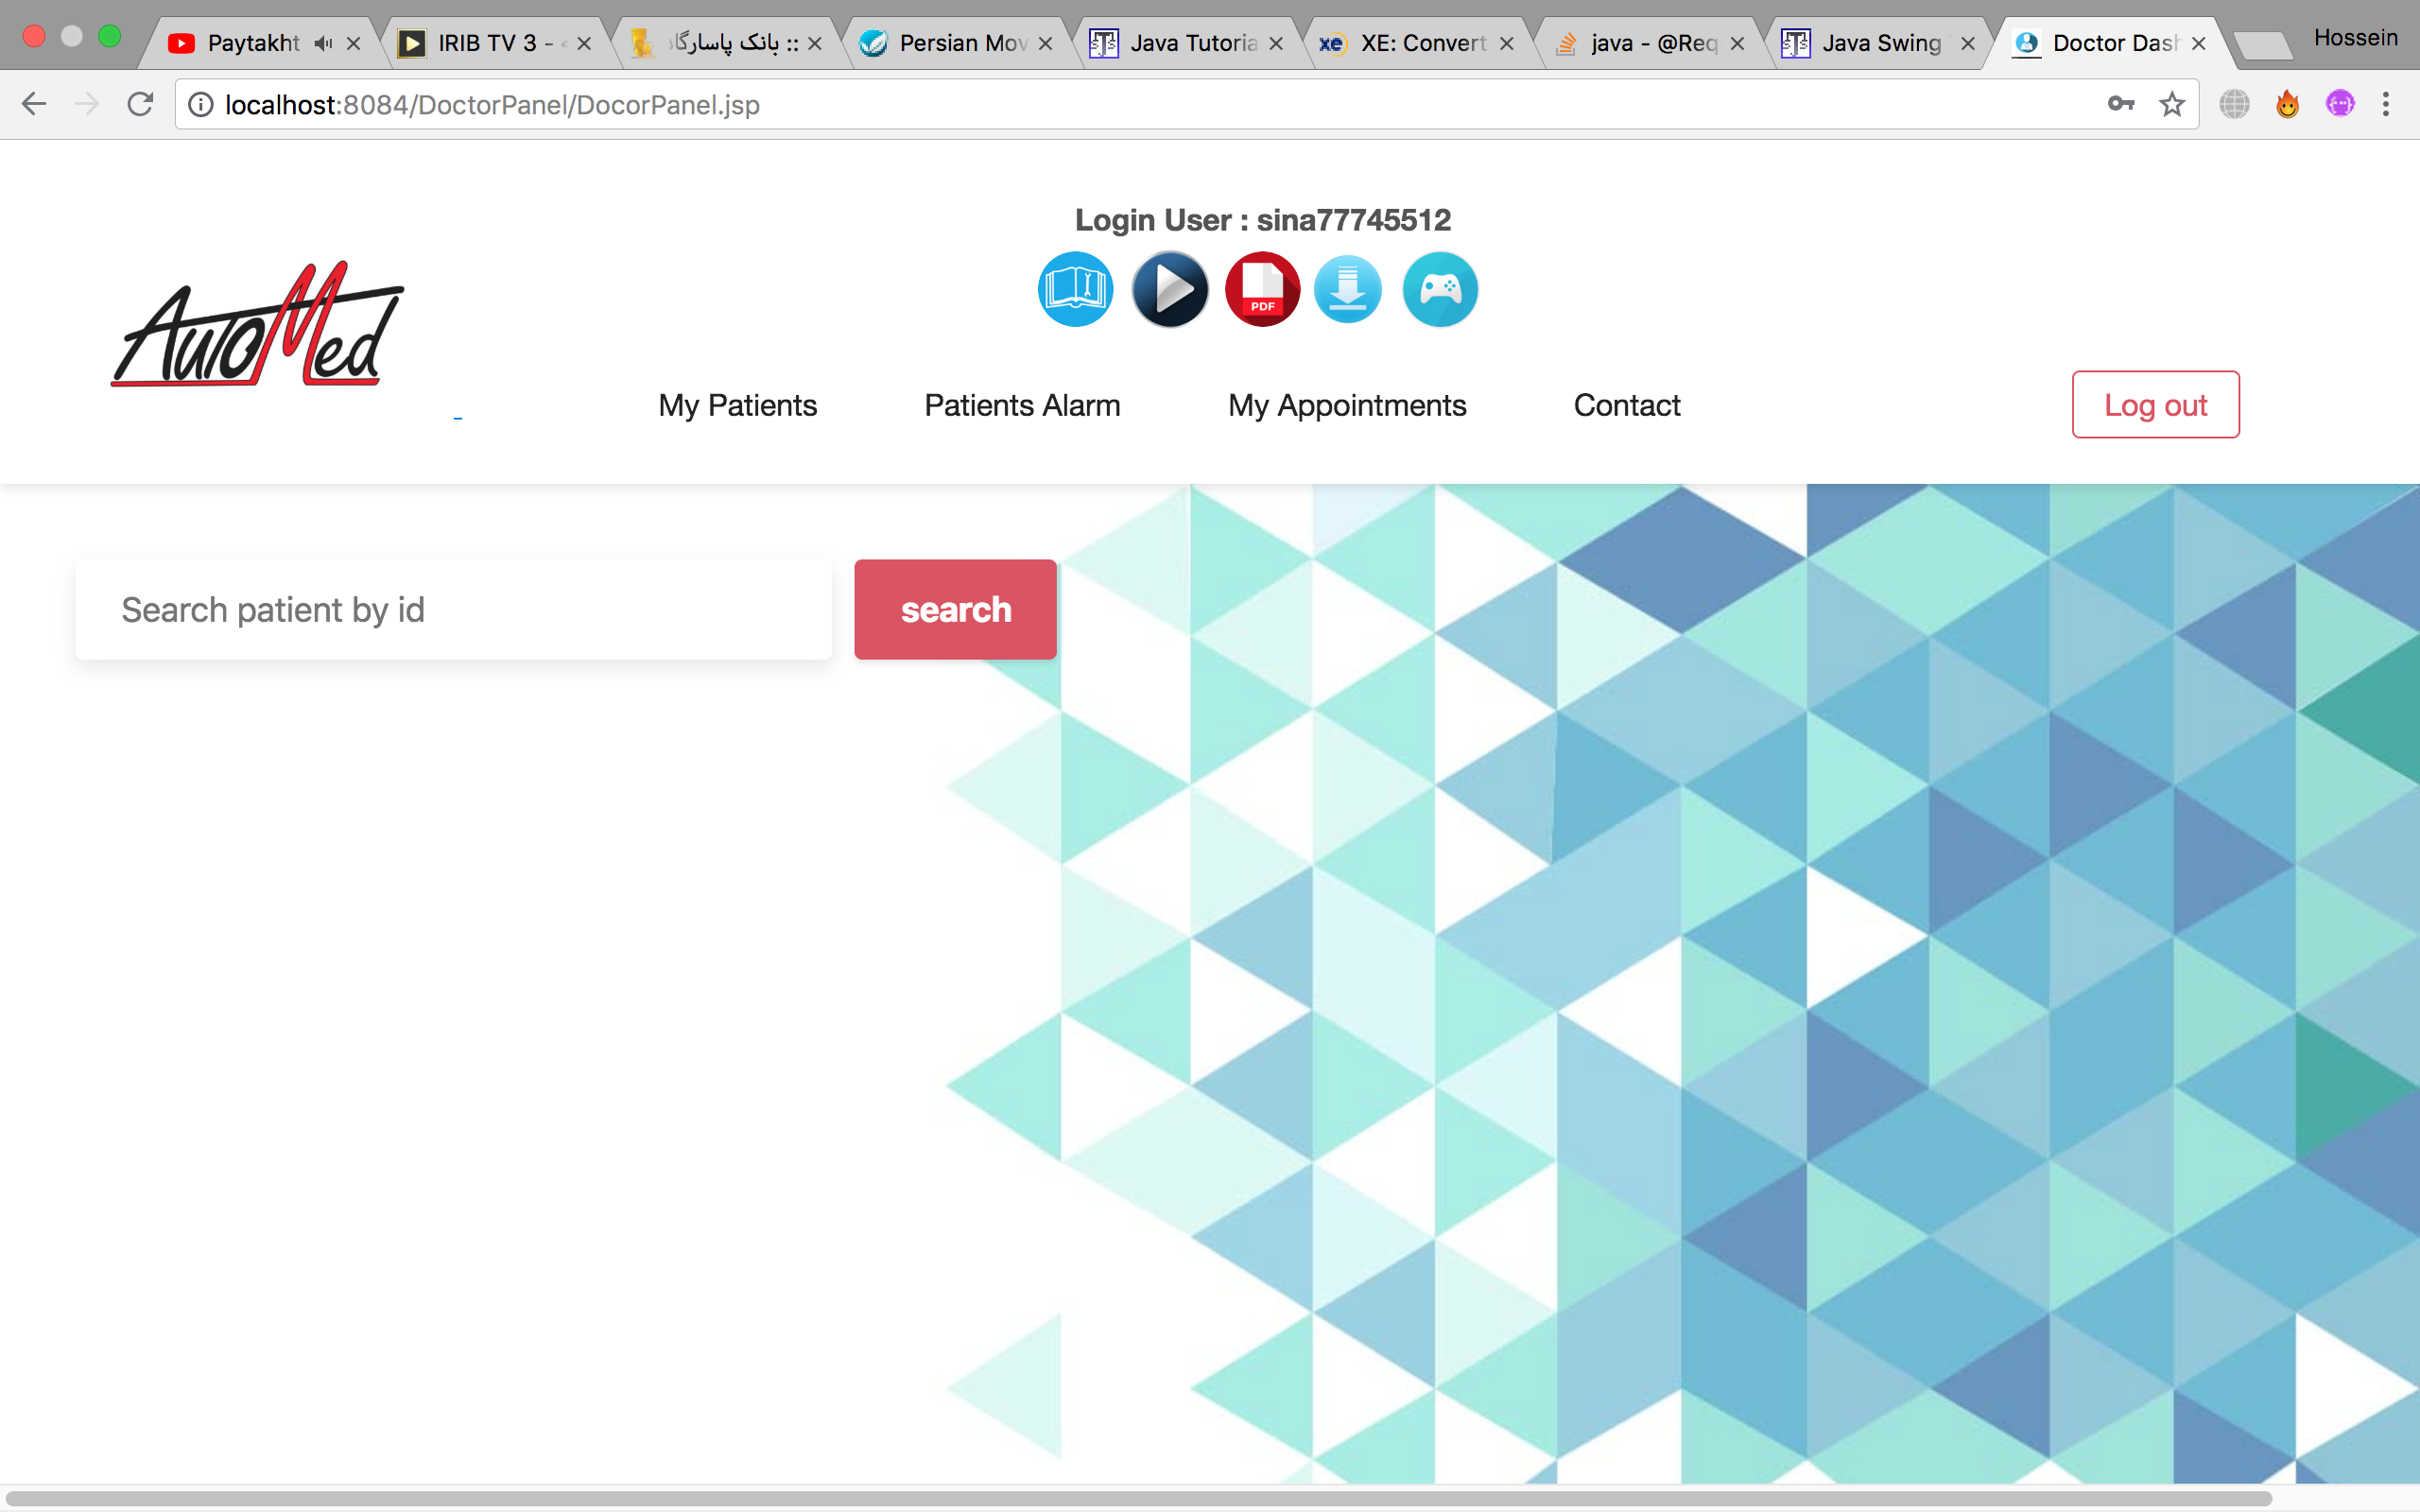 Paytakht
IRIB TV 3 -
بانک پاسارگاد ::
Persian Mov
Java Tutoria
XE: Convert
java - @Req
Java Swing
Doctor Dash
Hossein
localhost:8084/DoctorPanel/DocorPanel.jsp
Login User : sina77745512
PDF
AutoMed
My Patients
Patients Alarm
My Appointments
Contact
Log out
Search patient by id
search